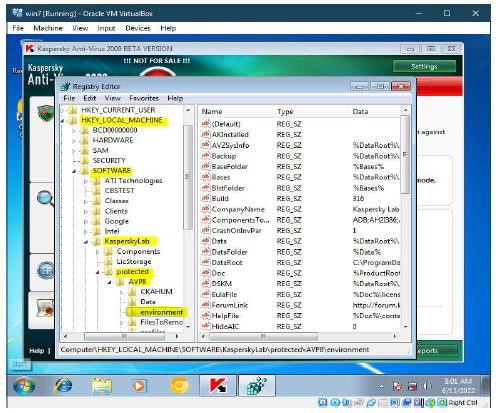 win7 [Running] - Oracle VM VirtualBox
File Machine View Input Devices Help
Kaspersky Anti-Virus 2009 BETA VERSION
!!! NOT FOR SALE !!!
Kaspersky
Settings
Registry Editor
File Edit View Favorites Help
HKEY_CURRENT_USER
HKEY_LOCAL_MACHINE
BCD00000000
HARDWARE
SAM
SECURITY
SOFTWARE
ATI Technologies
CBSTEST
Classes
Clients
Google
Intel
KasperskyLab
Components
LicStorage
protected
AVP8
CKAHUM
Data
environment
FilesToRemo
Name Type Data
(Default) REG_SZ
AKInstalled REG_SZ
AVZSysInfo REG_SZ %DataRoot%\
Backup REG_SZ %DataRoot%\
BaseFolder REG_SZ %Bases%
Bases REG_SZ %DataRoot%\
BlstFolder REG_SZ %Bases%
Build REG_SZ 316
CompanyName REG_SZ Kaspersky Lab
ComponentsTo... REG_SZ
CrashOnInvPar REG_SZ 1
Data REG_SZ %DataRoot%\
DataFolder REG_SZ %Data%
DataRoot REG_SZ C:\ProgramDa
Doc REG_SZ %ProductRoot
DSKM REG_SZ %DataRoot%\
EulaFile REG_SZ %Doc%\licens
ForumLink REG_SZ http://forum.k
HelpFile REG_SZ %Doc%\conte
HideAIC REG_SZ 0
against
mode.
Computer\HKEY_LOCAL_MACHINE\SOFTWARE\KasperskyLab\protected\AVP8\environment
Help
eports
Start
8:01 AM
6/13/2022
Right Ctrl